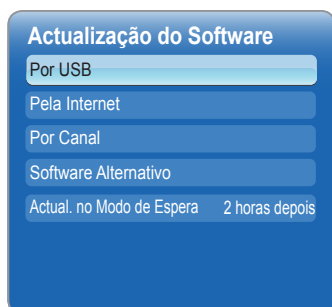 Actualização do Software
Por USB
Pela Internet
Por Canal
Software Alternativo
Actual. no Modo de Espera 2 horas depois